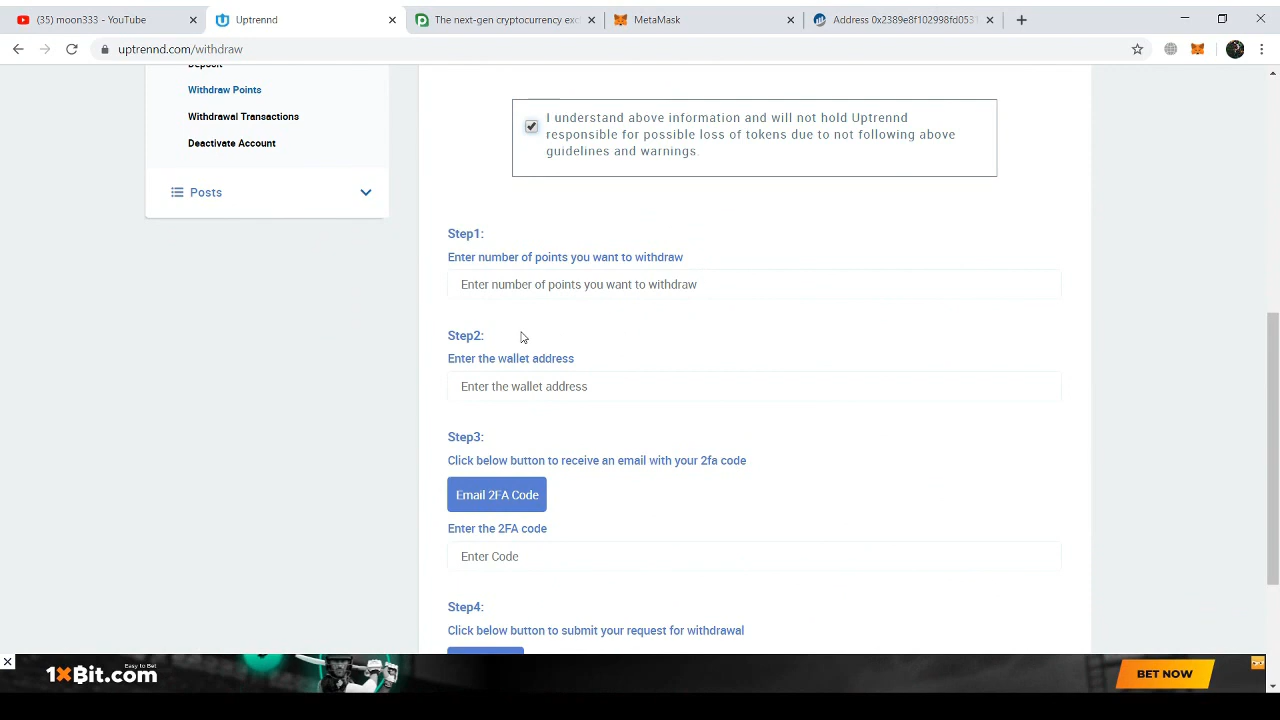 (35) moon333 - YouTube
Uptrennd
The next-gen cryptocurrency exc
MetaMask
Address 0x2389e8f102998fd0531
uptrennd.com/withdraw
Deposit
Withdraw Points
Withdrawal Transactions
Deactivate Account
Posts
I understand above information and will not hold Uptrennd
responsible for possible loss of tokens due to not following above
guidelines and warnings.
Step1:
Enter number of points you want to withdraw
Enter number of points you want to withdraw
Step2:
Enter the wallet address
Enter the wallet address
Step3:
Click below button to receive an email with your 2fa code
Email 2FA Code
Enter the 2FA code
Enter Code
Step4:
Click below button to submit your request for withdrawal
Easy to Bet
1XBit.com
BET NOW